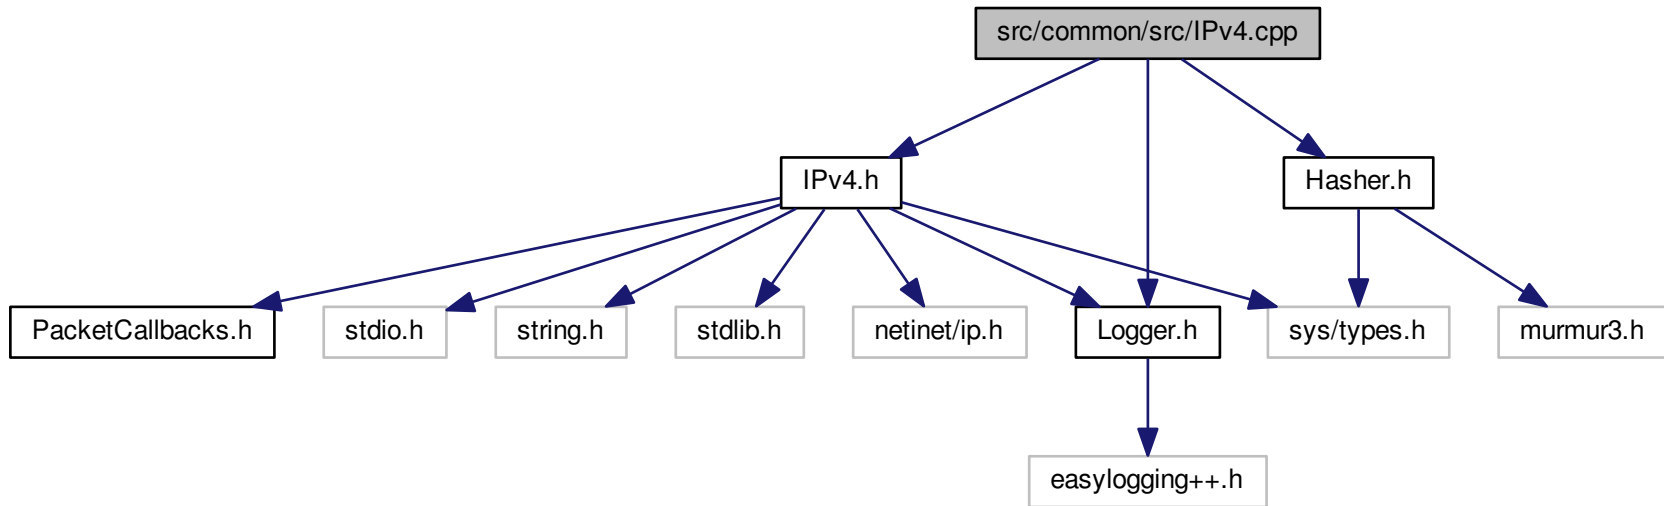 src/common/src/IPv4.cpp
IPv4.h
Hasher.h
PacketCallbacks.h
stdio.h
string.h
stdlib.h
netinet/ip.h
Logger.h
sys/types.h
murmur3.h
easylogging++.h